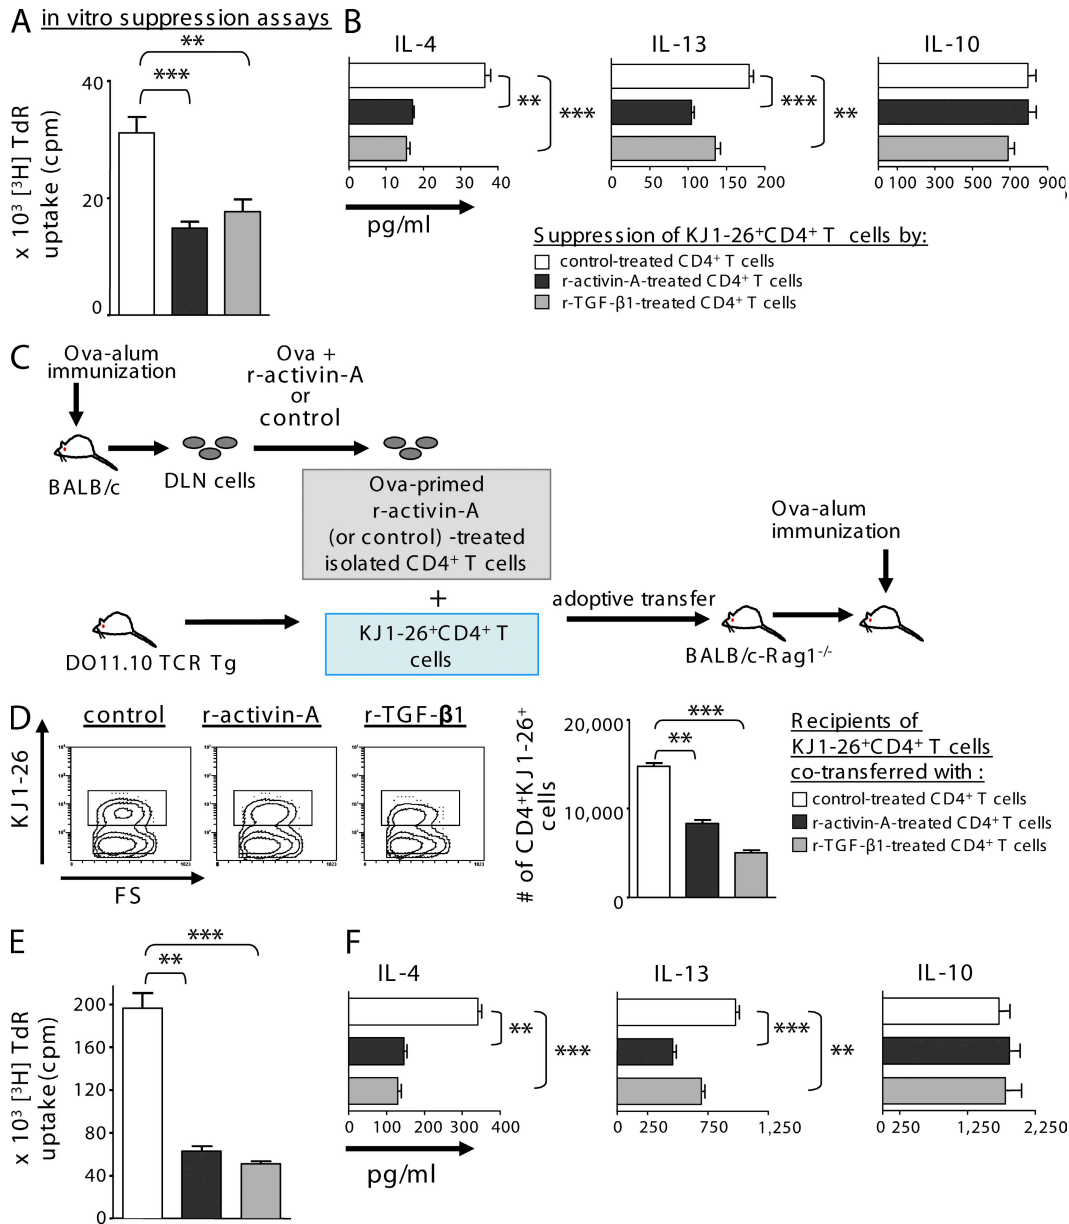 A in vitro suppression assays
**
***
40
20
0
x 10³ [³H] TdR
uptake (cpm)
B
IL-4
IL-13
IL-10
**
***
***
**
0 10 20 30 40
0 50 100 150 200
0 100 300 500 700 900
pg/ml
Suppression of KJ1-26⁺CD4⁺ T cells by:
control-treated CD4⁺ T cells
r-activin-A-treated CD4⁺ T cells
r-TGF-β1-treated CD4⁺ T cells
C
Ova-alum
immunization
BALB/c
DLN cells
Ova +
r-activin-A
or
control
Ova-primed
r-activin-A
(or control) -treated
isolated CD4⁺ T cells
+
DO11.10 TCR Tg
KJ1-26⁺CD4⁺ T
cells
adoptive transfer
BALB/c-Rag1⁻/⁻
Ova-alum
immunization
D
control
r-activin-A
r-TGF-β1
KJ1-26
FS
0 1023
0 1023
0 1023
# of CD4⁺KJ1-26⁺
cells
20,000
10,000
0
***
**
Recipients of
KJ1-26⁺CD4⁺ T cells
co-transferred with :
control-treated CD4⁺ T cells
r-activin-A-treated CD4⁺ T cells
r-TGF-β1-treated CD4⁺ T cells
E
***
**
x 10³ [³H] TdR
uptake (cpm)
200
160
120
80
40
0
F
IL-4
IL-13
IL-10
**
***
***
**
0 100 200 300 400
0 250 750 1,250
0 250 1,250 2,250
pg/ml